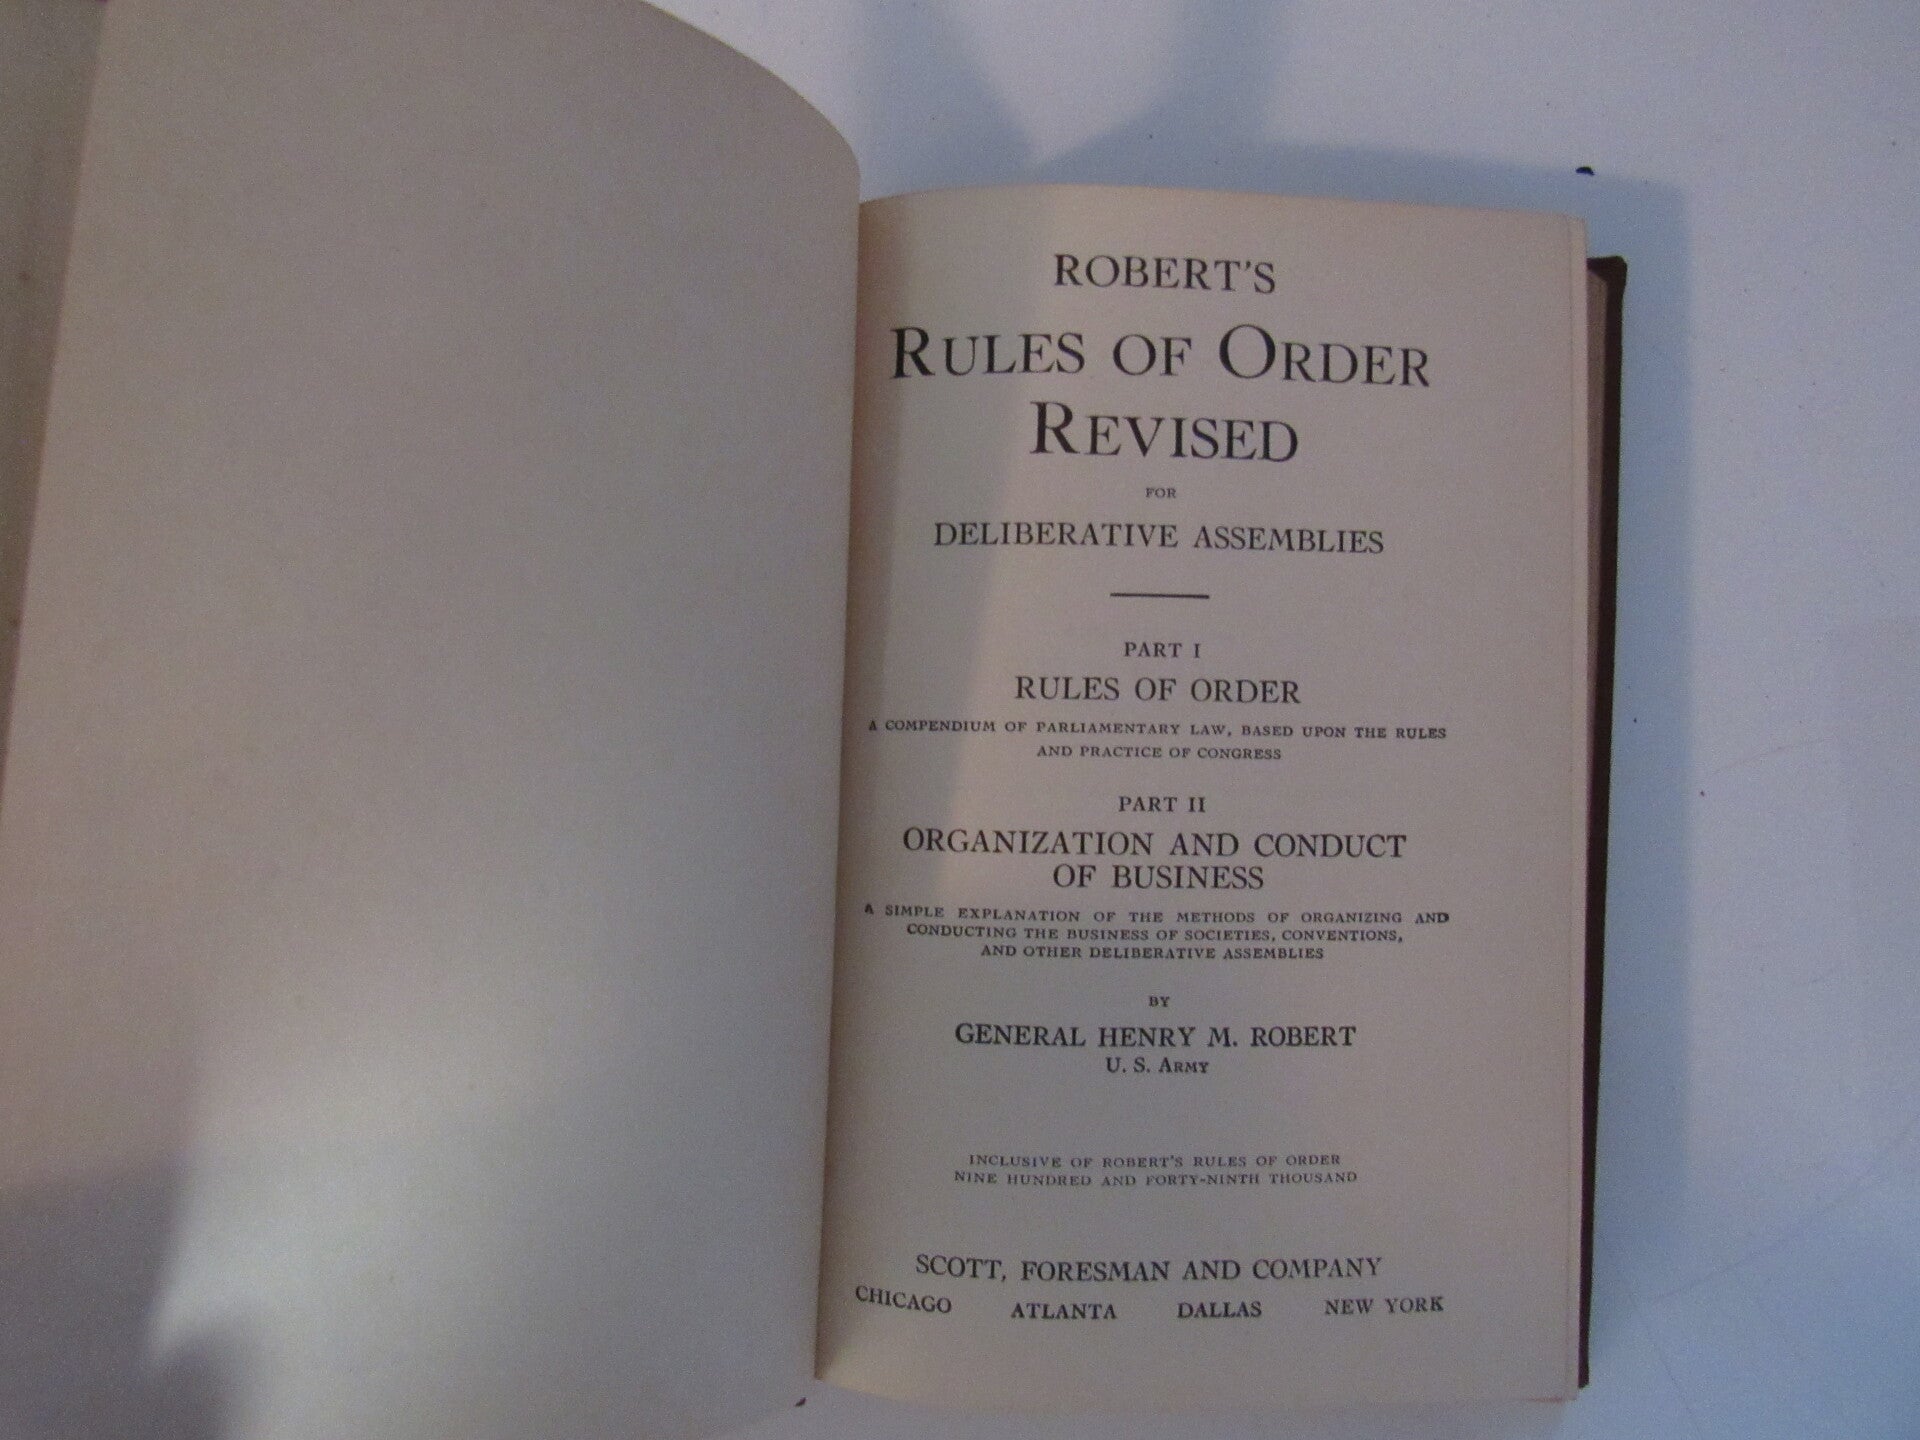 ROBERT'S
RULES OF ORDER
REVISED
FOR
DELIBERATIVE ASSEMBLIES
PART I
RULES OF ORDER
A COMPENDIUM OF PARLIAMENTARY LAW, BASED UPON THE RULES
AND PRACTICE OF CONGRESS
PART II
ORGANIZATION AND CONDUCT
OF BUSINESS
A SIMPLE EXPLANATION OF THE METHODS OF ORGANIZING AND
CONDUCTING THE BUSINESS OF SOCIETIES, CONVENTIONS,
AND OTHER DELIBERATIVE ASSEMBLIES
BY
GENERAL HENRY M. ROBERT
U. S. ARMY
INCLUSIVE OF ROBERT'S RULES OF ORDER
NINE HUNDRED AND FORTY-NINTH THOUSAND
SCOTT, FORESMAN AND COMPANY
CHICAGO ATLANTA DALLAS NEW YORK